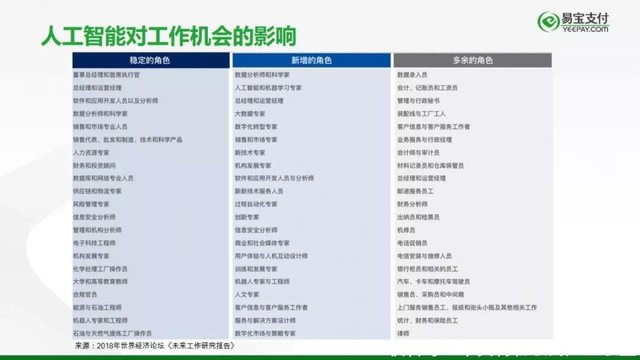 易宝支付
YEEPAY.COM
人工智能对工作机会的影响
稳定的角色 新增的角色 多余的角色
董事总经理和首席执行官 数据分析师和科学家 数据录入员
总经理和运营经理 人工智能和机器学习专家 会计、记账员和工资员
软件和应用开发人员以及分析师 总经理和运营经理 管理和行政秘书
数据分析师和科学家 大数据专家 装配线与工厂工人
销售和市场专业人员 数字化转型专家 客户信息与客户服务工作者
销售代表、批发和制造、技术和科学产品 销售和市场专家 业务服务与行政经理
人力资源专家 新技术专家 会计师与审计员
财务和投资顾问 机构发展专家 材料记录员和仓库保管员
数据库和网络专业人员 软件和应用开发人员与分析师 总经理和运营经理
供应链和物流专家 新技术服务人员 邮递服务员工
风险管理专家 过程自动化专家 财务分析师
信息安全分析师 创新专家 出纳员和检票员
管理和机构分析师 信息安全分析师 机修员
电子科技工程师 商业和社会媒体专家 电话促销员
机构发展专家 用户体验与人机互动设计师 电信安装与维修人员
化学处理工厂操作员 训练和发展专家 银行柜员和相关的员工
大学和高等教育教师 机器人专家与工程师 汽车、卡车和摩托车驾驶员
合规官员 人文专家 销售员、采购员和中间商
能源与石油工程师 客户信息与客户服务工作者 上门服务销售员工、报纸和街头小贩及其他相关工作
机器人专家和工程师 服务与解决方案设计师 统计、财务和保险员工
石油与天然气提炼工厂操作员 数字化市场与策略专家 律师
来源：2018年世界经济论坛《未来工作研究报告》